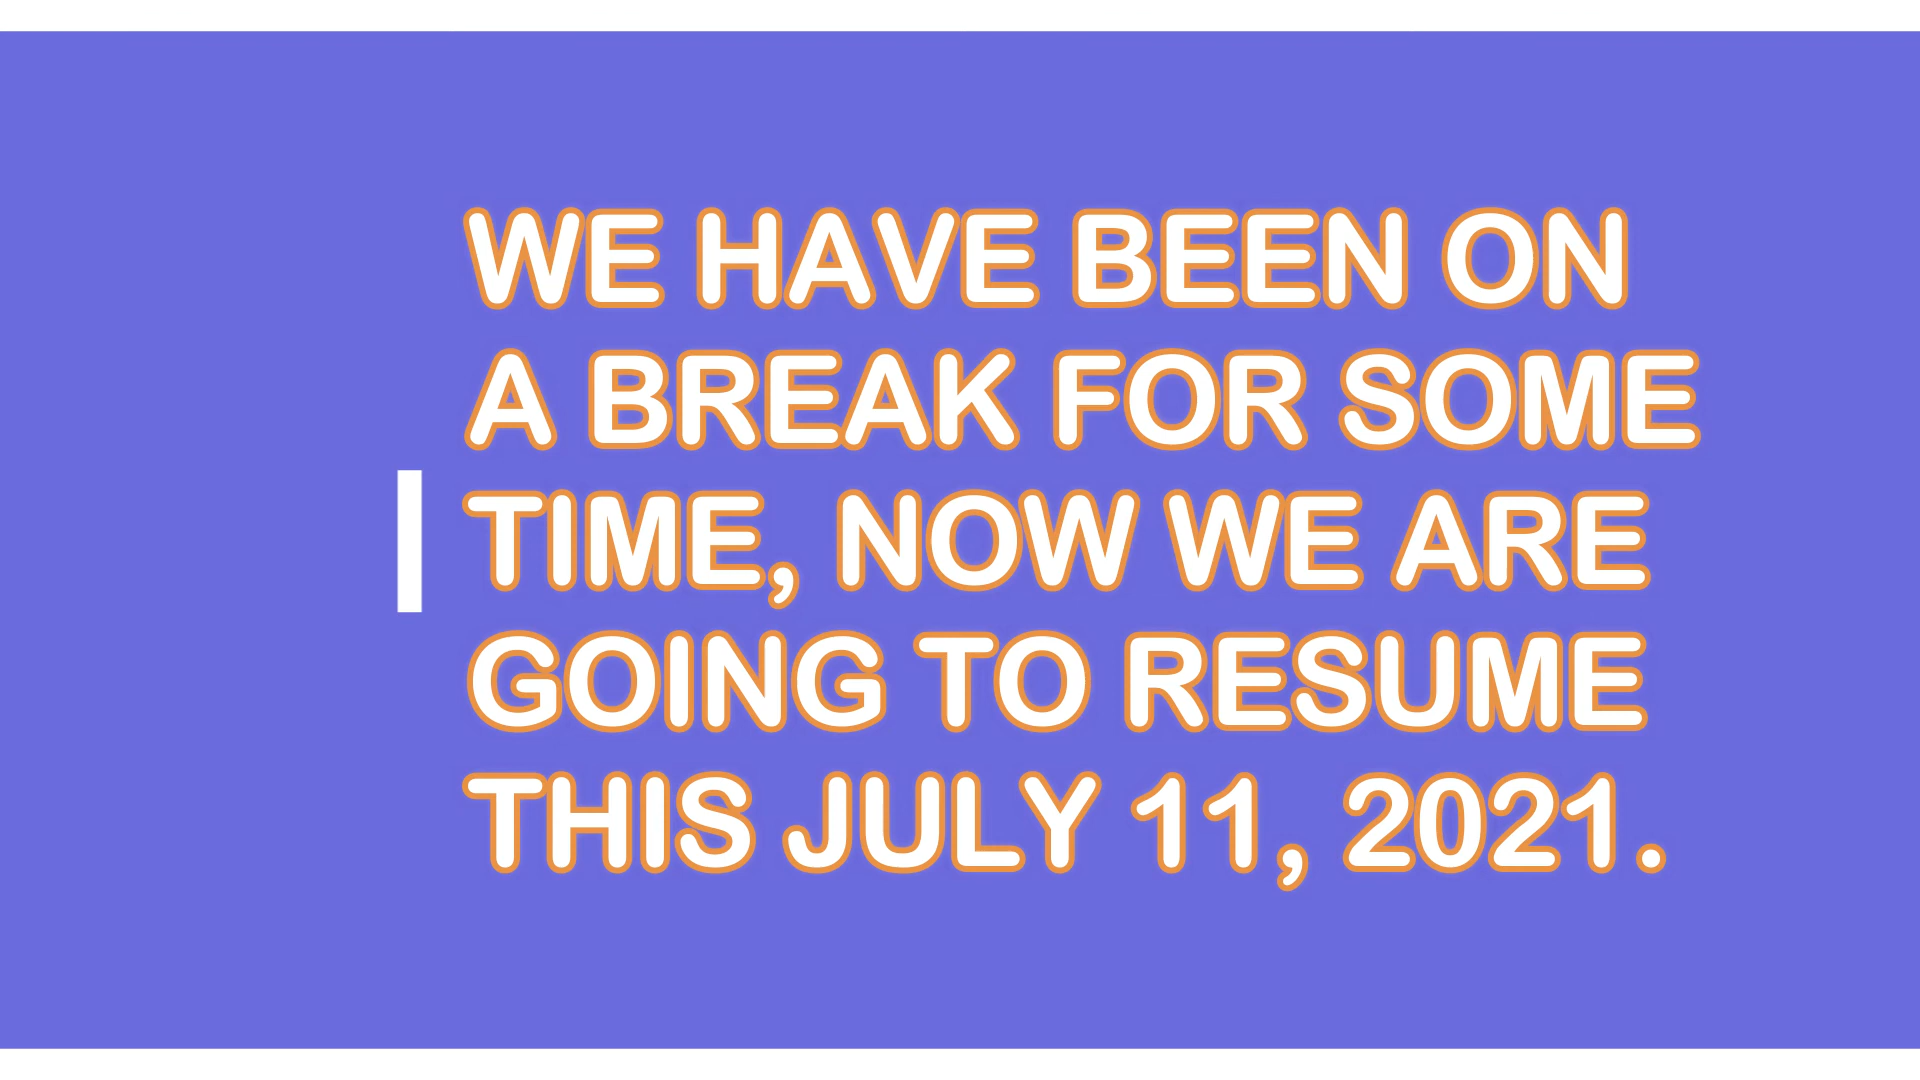 WE HAVE BEEN ON
A BREAK FOR SOME
TIME, NOW WE ARE
GOING TO RESUME
THIS JULY 11, 2021.